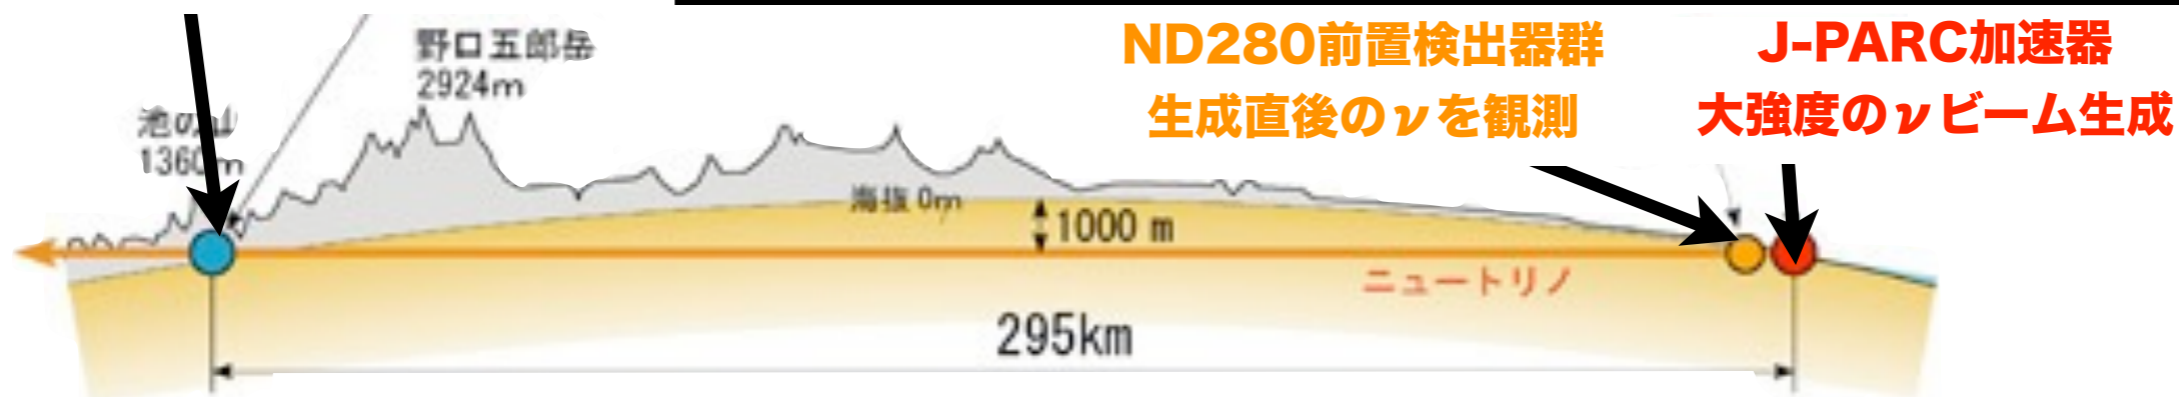 野口五郎岳
2924m
池の山
1360m
ND280前置検出器群
生成直後のνを観測
J-PARC加速器
大強度のνビーム生成
海抜 0m
1000 m
ニュートリノ
295km